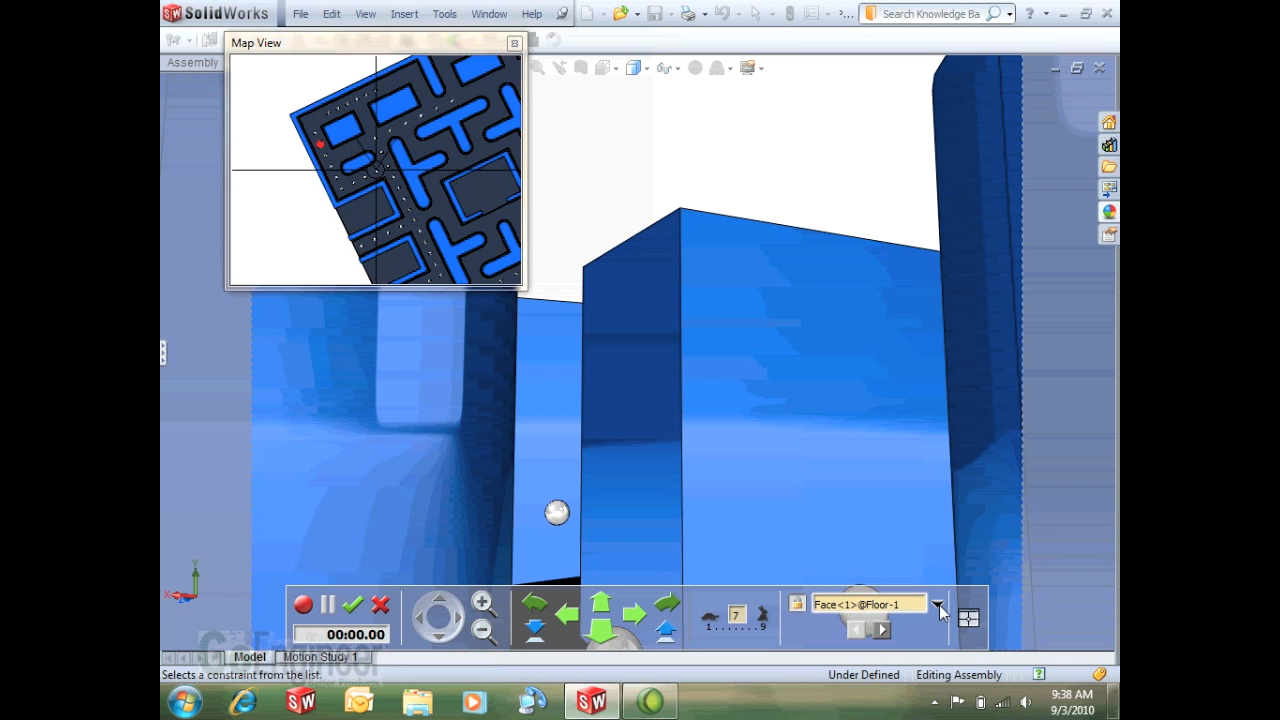 SolidWorks File Edit View Insert Tools Window Help ... Search Knowledge Ba ?
Assembly
Map View
Face<1>@Floor-1
7
1.......9
00:00.00
Model Motion Study 1
Selects a constraint from the list. Under Defined Editing Assembly ?
9:38 AM
9/3/2010